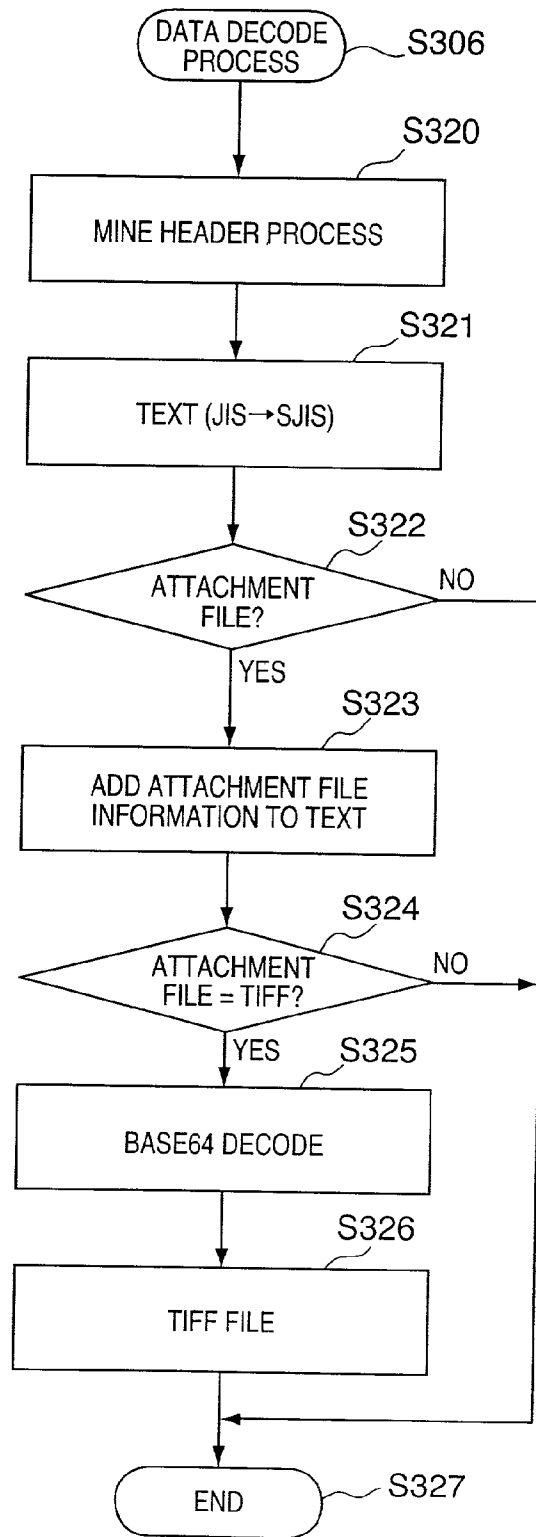 DATA DECODE
PROCESS
S306
S320
MINE HEADER PROCESS
S321
TEXT (JIS→SJIS)
S322
ATTACHMENT
FILE?
NO
YES
S323
ADD ATTACHMENT FILE
INFORMATION TO TEXT
S324
ATTACHMENT
FILE = TIFF?
NO
YES
S325
BASE64 DECODE
S326
TIFF FILE
END
S327